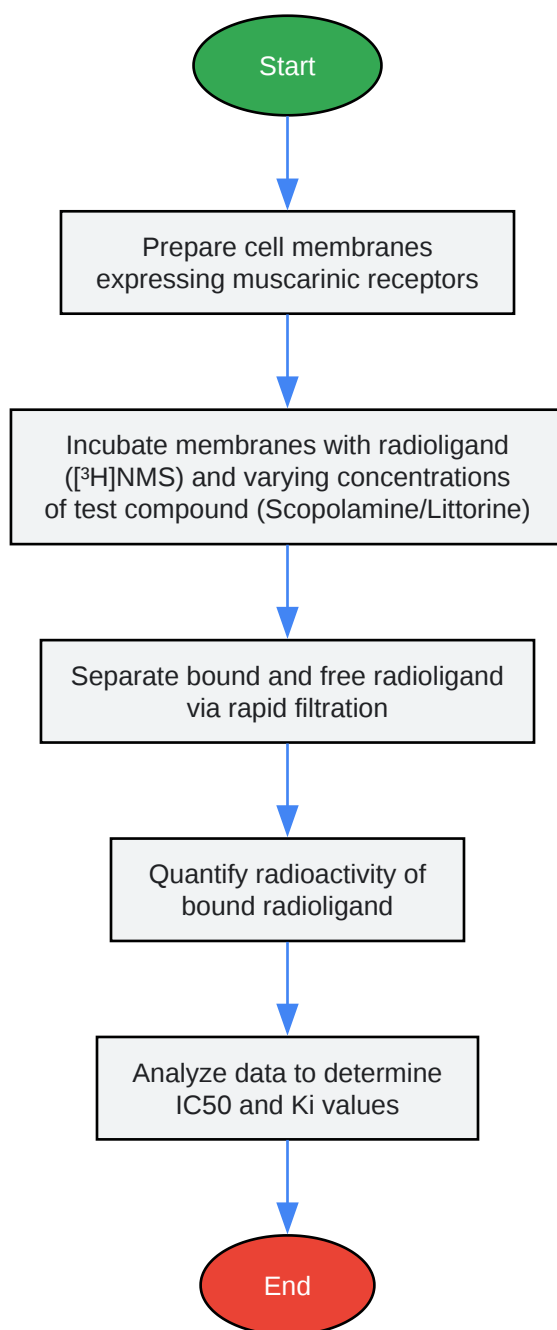 Start
Prepare cell membranes
expressing muscarinic receptors
Incubate membranes with radioligand
([³H]NMS) and varying concentrations
of test compound (Scopolamine/Littorine)
Separate bound and free radioligand
via rapid filtration
Quantify radioactivity of
bound radioligand
Analyze data to determine
IC50 and Ki values
End